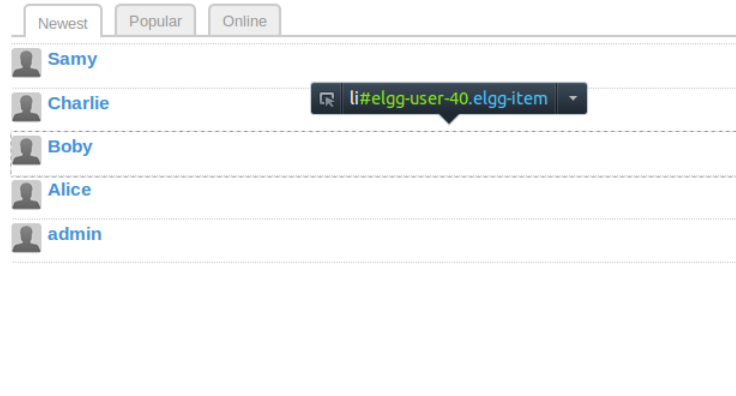 Newest Popular Online
Samy
li#elgg-user-40.elgg-item
Charlie
Boby
Alice
admin